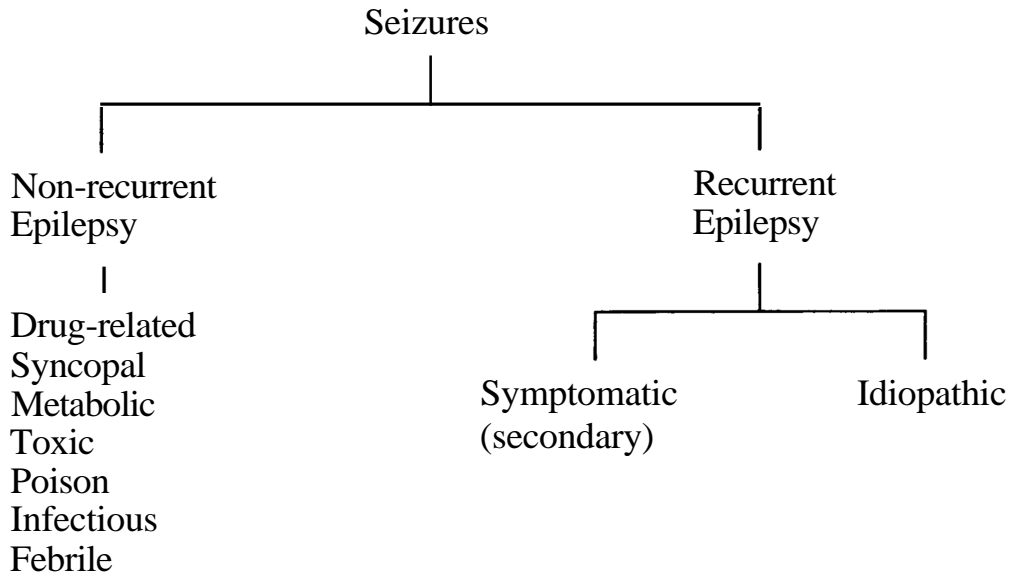 Seizures
Non-recurrent
Epilepsy
Drug-related
Syncopal
Metabolic
Toxic
Poison
Infectious
Febrile
Recurrent
Epilepsy
Symptomatic
(secondary)
Idiopathic